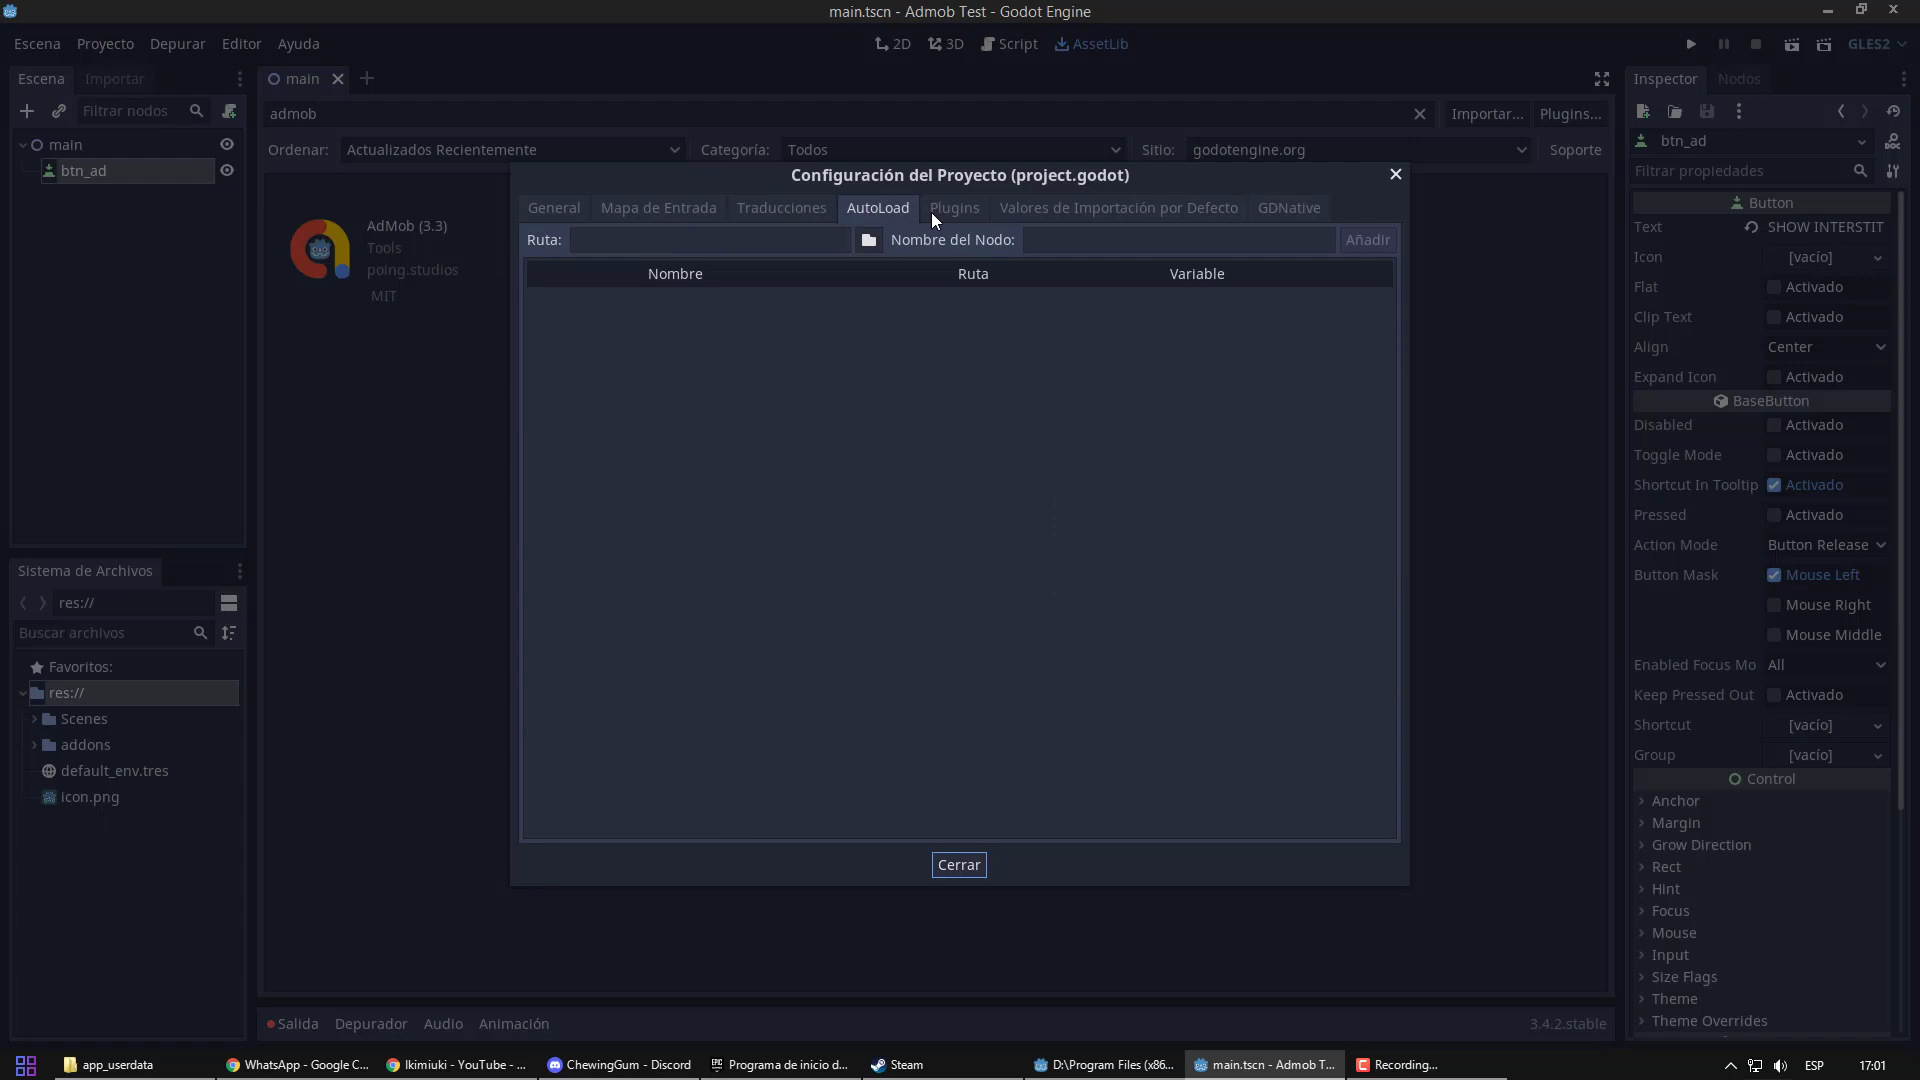 main.tscn - Admob Test - Godot Engine
Escena Proyecto Depurar Editor Ayuda
2D 3D Script AssetLib
GLES2
Escena Importar
Filtrar nodos
main
btn_ad
main
admob
Importar... Plugins...
Ordenar: Actualizados Recientemente Categoría: Todos Sitio: godotengine.org Soporte
AdMob (3.3)
Tools
poing.studios
MIT
Configuración del Proyecto (project.godot)
General Mapa de Entrada Traducciones AutoLoad Plugins Valores de Importación por Defecto GDNative
Ruta: Nombre del Nodo: Añadir
Nombre Ruta Variable
Cerrar
Sistema de Archivos
res://
Buscar archivos
Favoritos:
res://
Scenes
addons
default_env.tres
icon.png
Salida Depurador Audio Animación
3.4.2.stable
Inspector Nodos
btn_ad
Filtrar propiedades
Button
Text SHOW INTERSTIT
Icon [vacío]
Flat Activado
Clip Text Activado
Align Center
Expand Icon Activado
BaseButton
Disabled Activado
Toggle Mode Activado
Shortcut In Tooltip Activado
Pressed Activado
Action Mode Button Release
Button Mask Mouse Left
Mouse Right
Mouse Middle
Enabled Focus Mo All
Keep Pressed Out Activado
Shortcut [vacío]
Group [vacío]
Control
Anchor
Margin
Grow Direction
Rect
Hint
Focus
Mouse
Input
Size Flags
Theme
Theme Overrides
app_userdata WhatsApp - Google C... Ikimiuki - YouTube - ... ChewingGum - Discord Programa de inicio d... Steam D:\Program Files (x86... main.tscn - Admob T... Recording... ESP 17:01